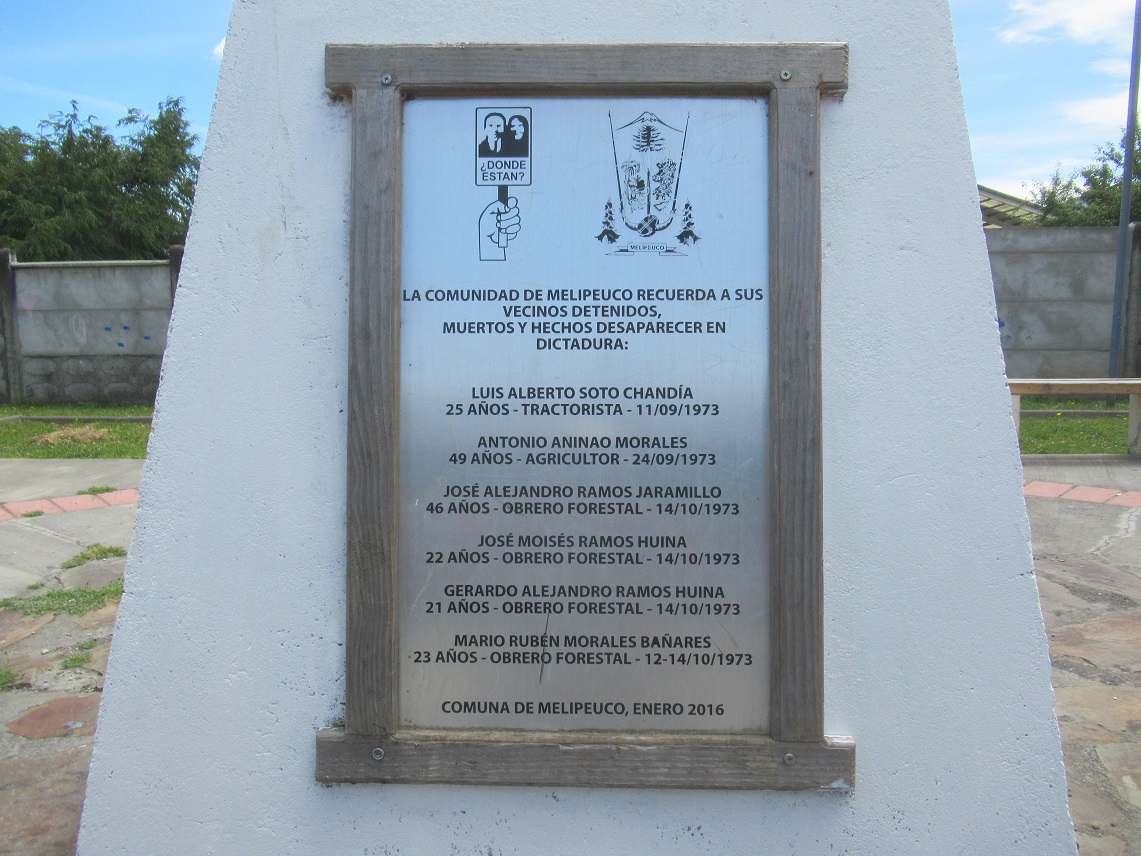 ¿DONDE
ESTAN?
MELIPEUCO
LA COMUNIDAD DE MELIPEUCO RECUERDA A SUS
VECINOS DETENIDOS,
MUERTOS Y HECHOS DESAPARECER EN
DICTADURA:
LUIS ALBERTO SOTO CHANDÍA
25 AÑOS - TRACTORISTA - 11/09/1973
ANTONIO ANINAO MORALES
49 AÑOS - AGRICULTOR - 24/09/1973
JOSÉ ALEJANDRO RAMOS JARAMILLO
46 AÑOS - OBRERO FORESTAL - 14/10/1973
JOSÉ MOISÉS RAMOS HUINA
22 AÑOS - OBRERO FORESTAL - 14/10/1973
GERARDO ALEJANDRO RAMOS HUINA
21 AÑOS - OBRERO FORESTAL - 14/10/1973
MARIO RUBÉN MORALES BAÑARES
23 AÑOS - OBRERO FORESTAL - 12-14/10/1973
COMUNA DE MELIPEUCO, ENERO 2016